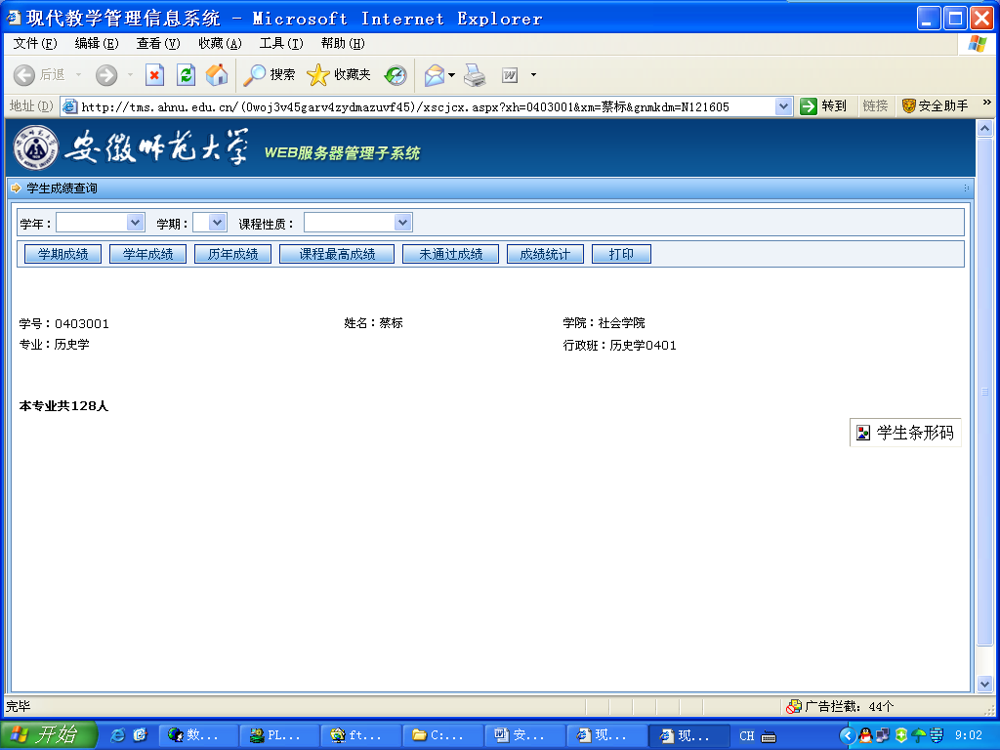 现代教学管理信息系统 - Microsoft Internet Explorer
文件(F) 编辑(E) 查看(V) 收藏(A) 工具(T) 帮助(H)
后退 搜索 收藏夹
地址(D) http://tms.ahnu.edu.cn/(0woj3v45garv4zydmazuvf45)/xscjcx.aspx?xh=0403001&xm=蔡标&gnmkdm=N121605 转到 链接 安全助手 »
安徽师范大学 WEB服务器管理子系统
学生成绩查询
学年： 学期： 课程性质：
学期成绩 学年成绩 历年成绩 课程最高成绩 未通过成绩 成绩统计 打印
学号：0403001 姓名：蔡标 学院：社会学院
专业：历史学 行政班：历史学0401
本专业共128人
学生条形码
完毕 广告拦截: 44个
开始 数... PL... ft... C:... 安... 现... 现... CH 9:02